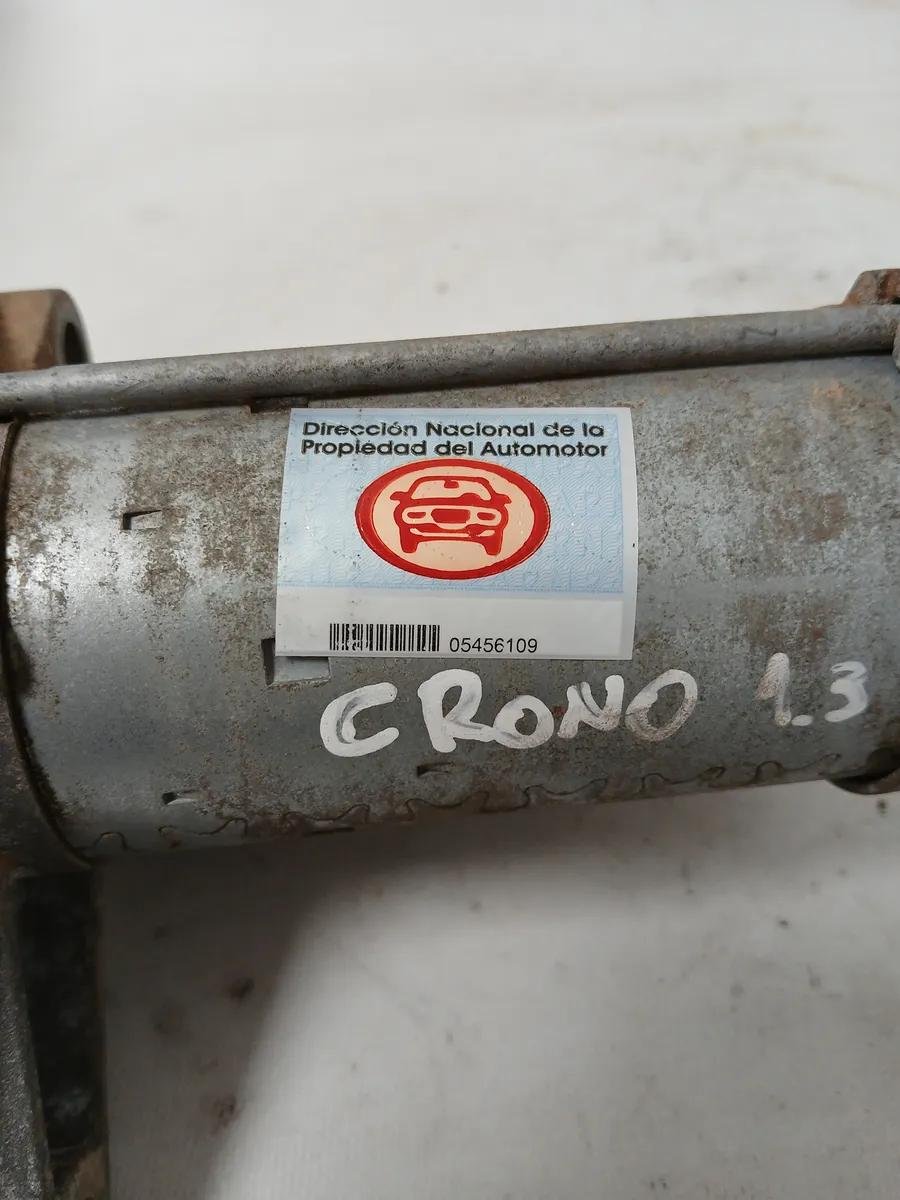 Dirección Nacional de la
Propiedad del Automotor
05456109
CRONO 1.3